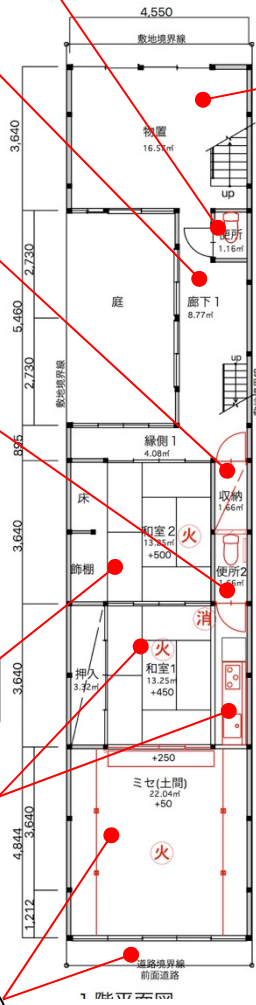 4,550
敷地境界線
3,640
物置
16.57㎡
up
便所
1.16㎡
2,730
5,460
庭
廊下1
8.77㎡
2,730
敷地境界線
up
895
縁側1
4.08㎡
床
収納
1.66㎡
3,640
和室2
13.25㎡
+500
火
飾棚
便所2
1.66㎡
消
3,640
押入
3.32㎡
火
和室1
13.25㎡
+450
+250
ミセ(土間)
22.04㎡
+50
4,844
3,640
火
1,212
道路境界線
前面道路
1階平面図